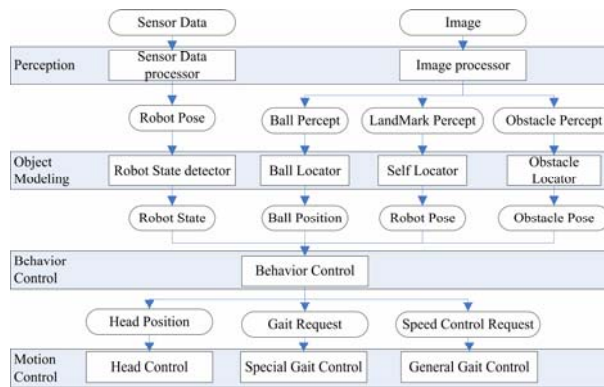 Sensor Data
Image
Perception
Sensor Data
processor
Image processor
Robot Pose
Ball Percept
LandMark Percept
Obstacle Percept
Object
Modeling
Robot State detector
Ball Locator
Self Locator
Obstacle
Locator
Robot State
Ball Position
Robot Pose
Obstacle Pose
Bchavior
Control
Behavior Control
Head Position
Gait Request
Speed Control Request
Motion
Control
Head Control
Special Gait Control
General Gait Control